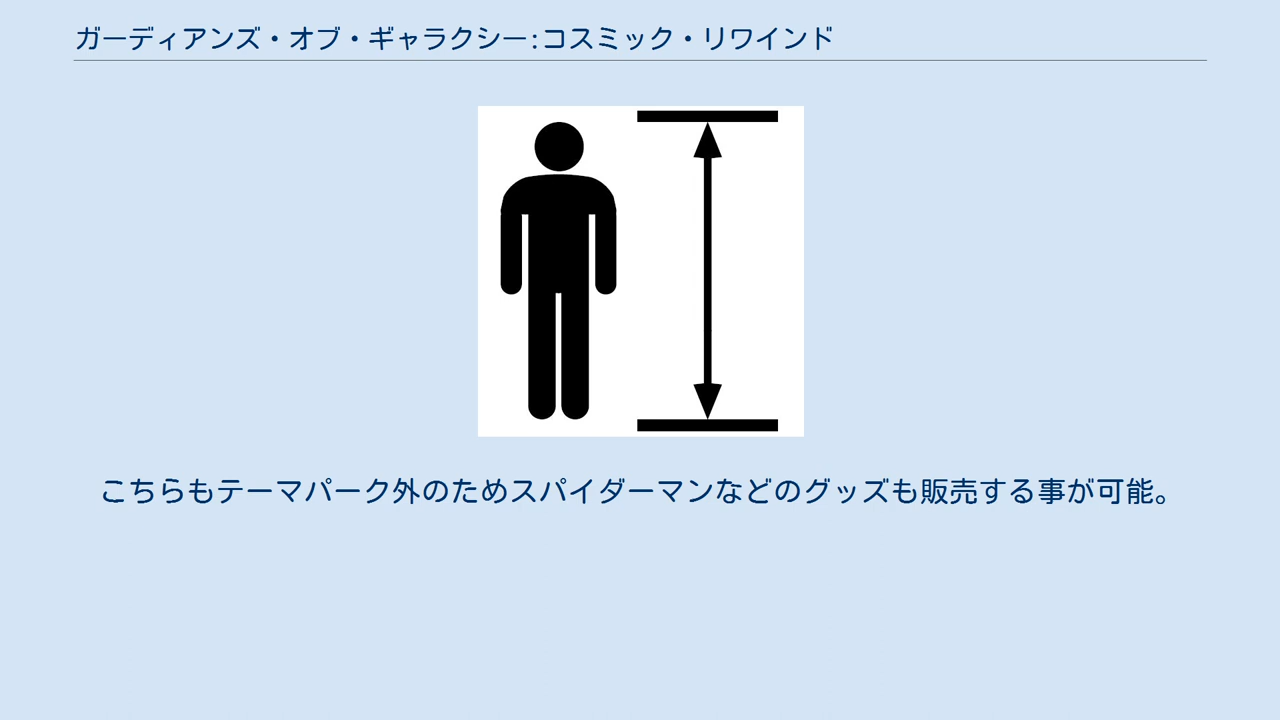 ガーディアンズ・オブ・ギャラクシー:コスミック・リワインド
こちらもテーマパーク外のためスパイダーマンなどのグッズも販売する事が可能。